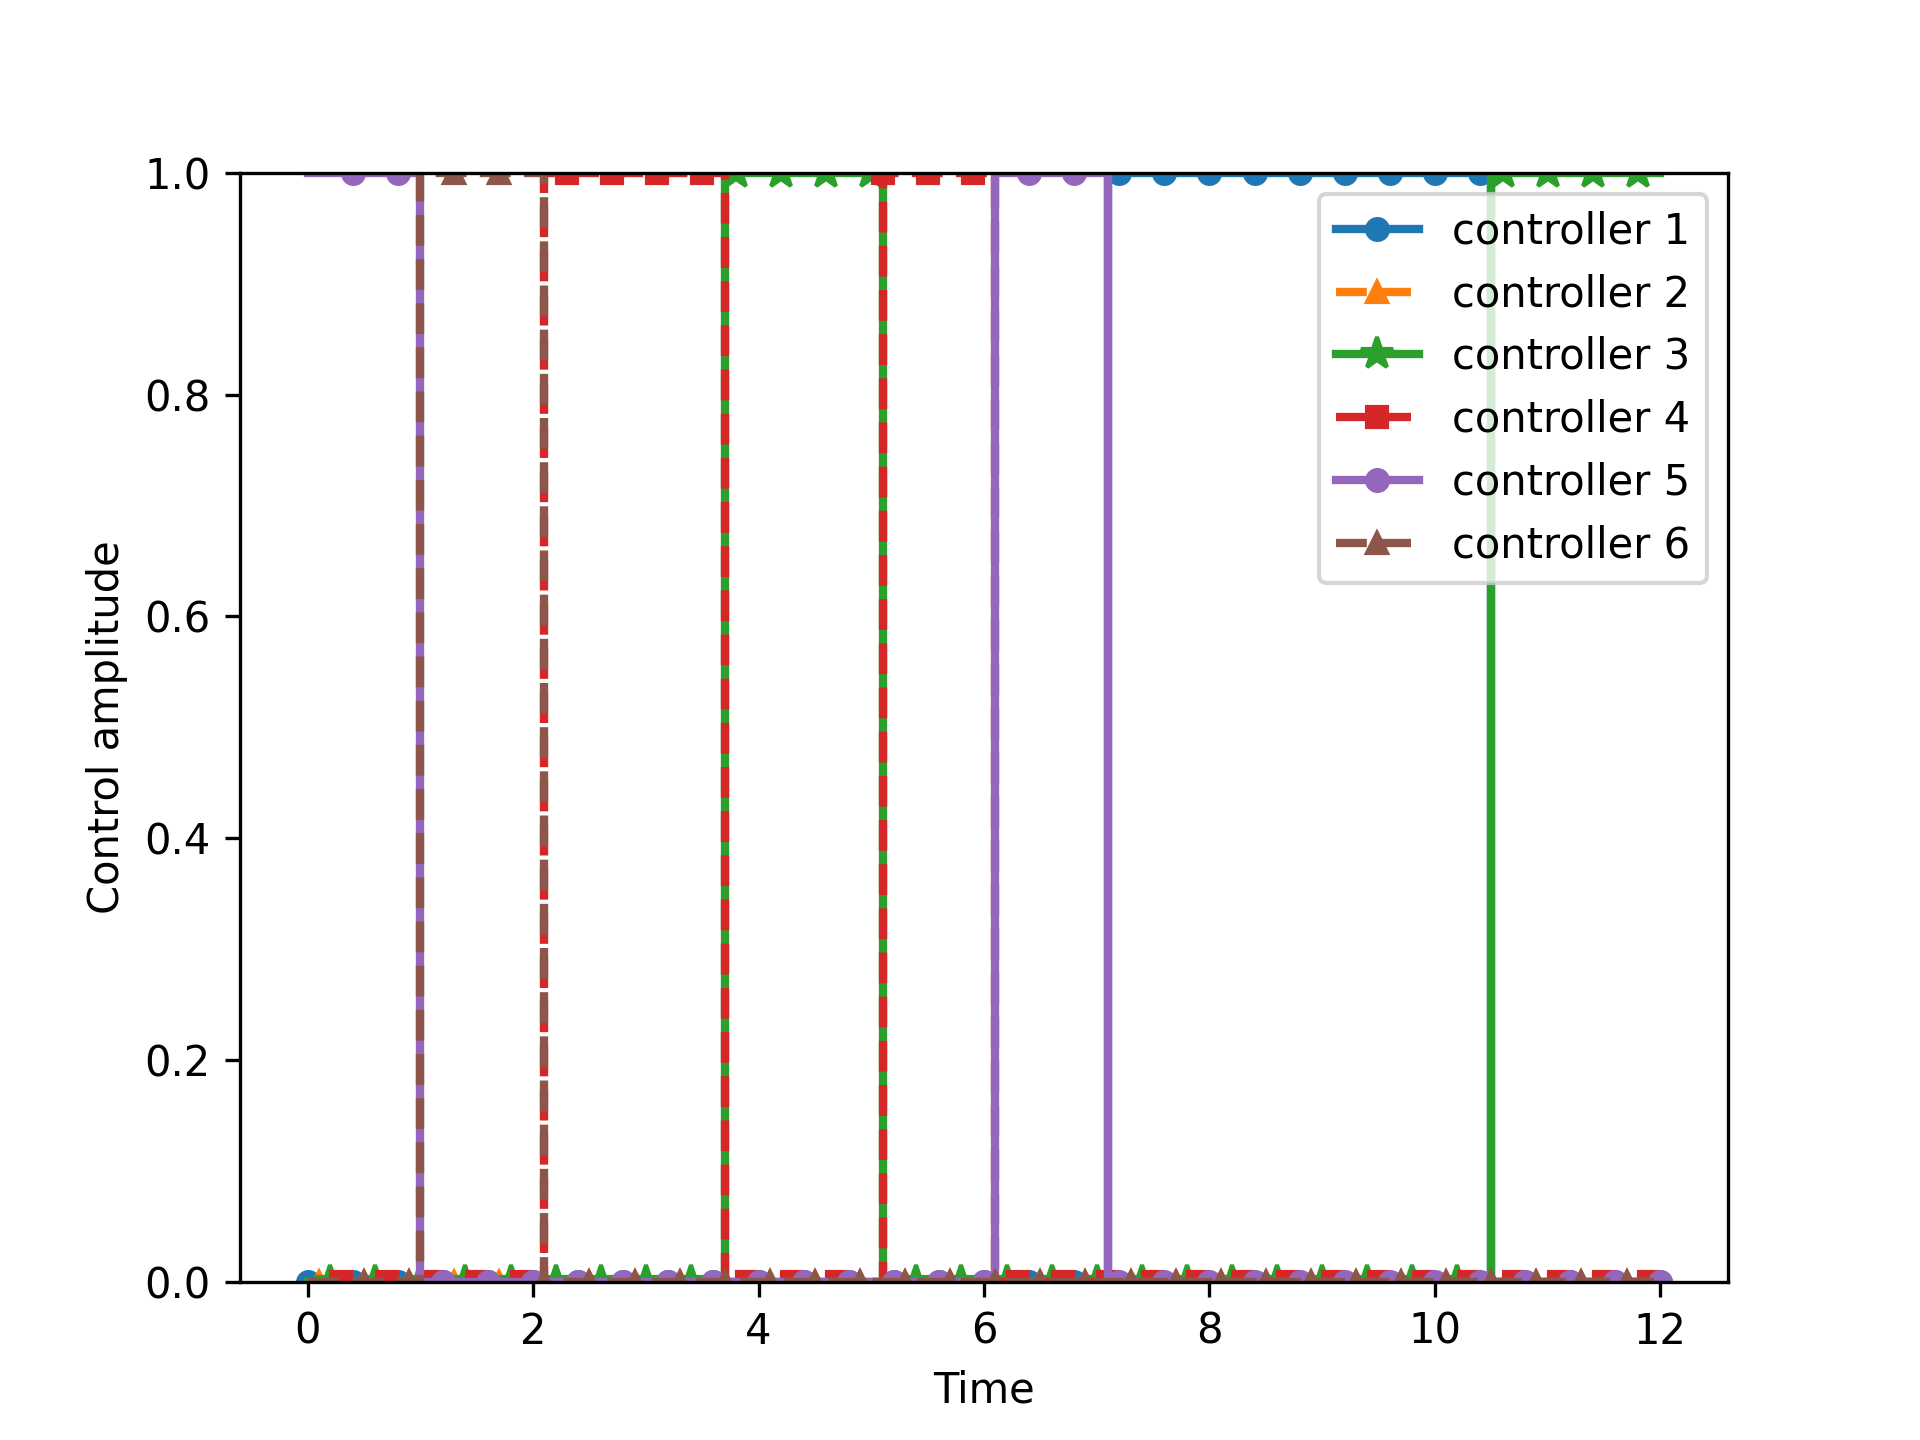 1.0
0.8
0.6
0.4
0.2
0.0
Control amplitude
controller 1
controller 2
controller 3
controller 4
controller 5
controller 6
0 2 4 6 8 10 12
Time